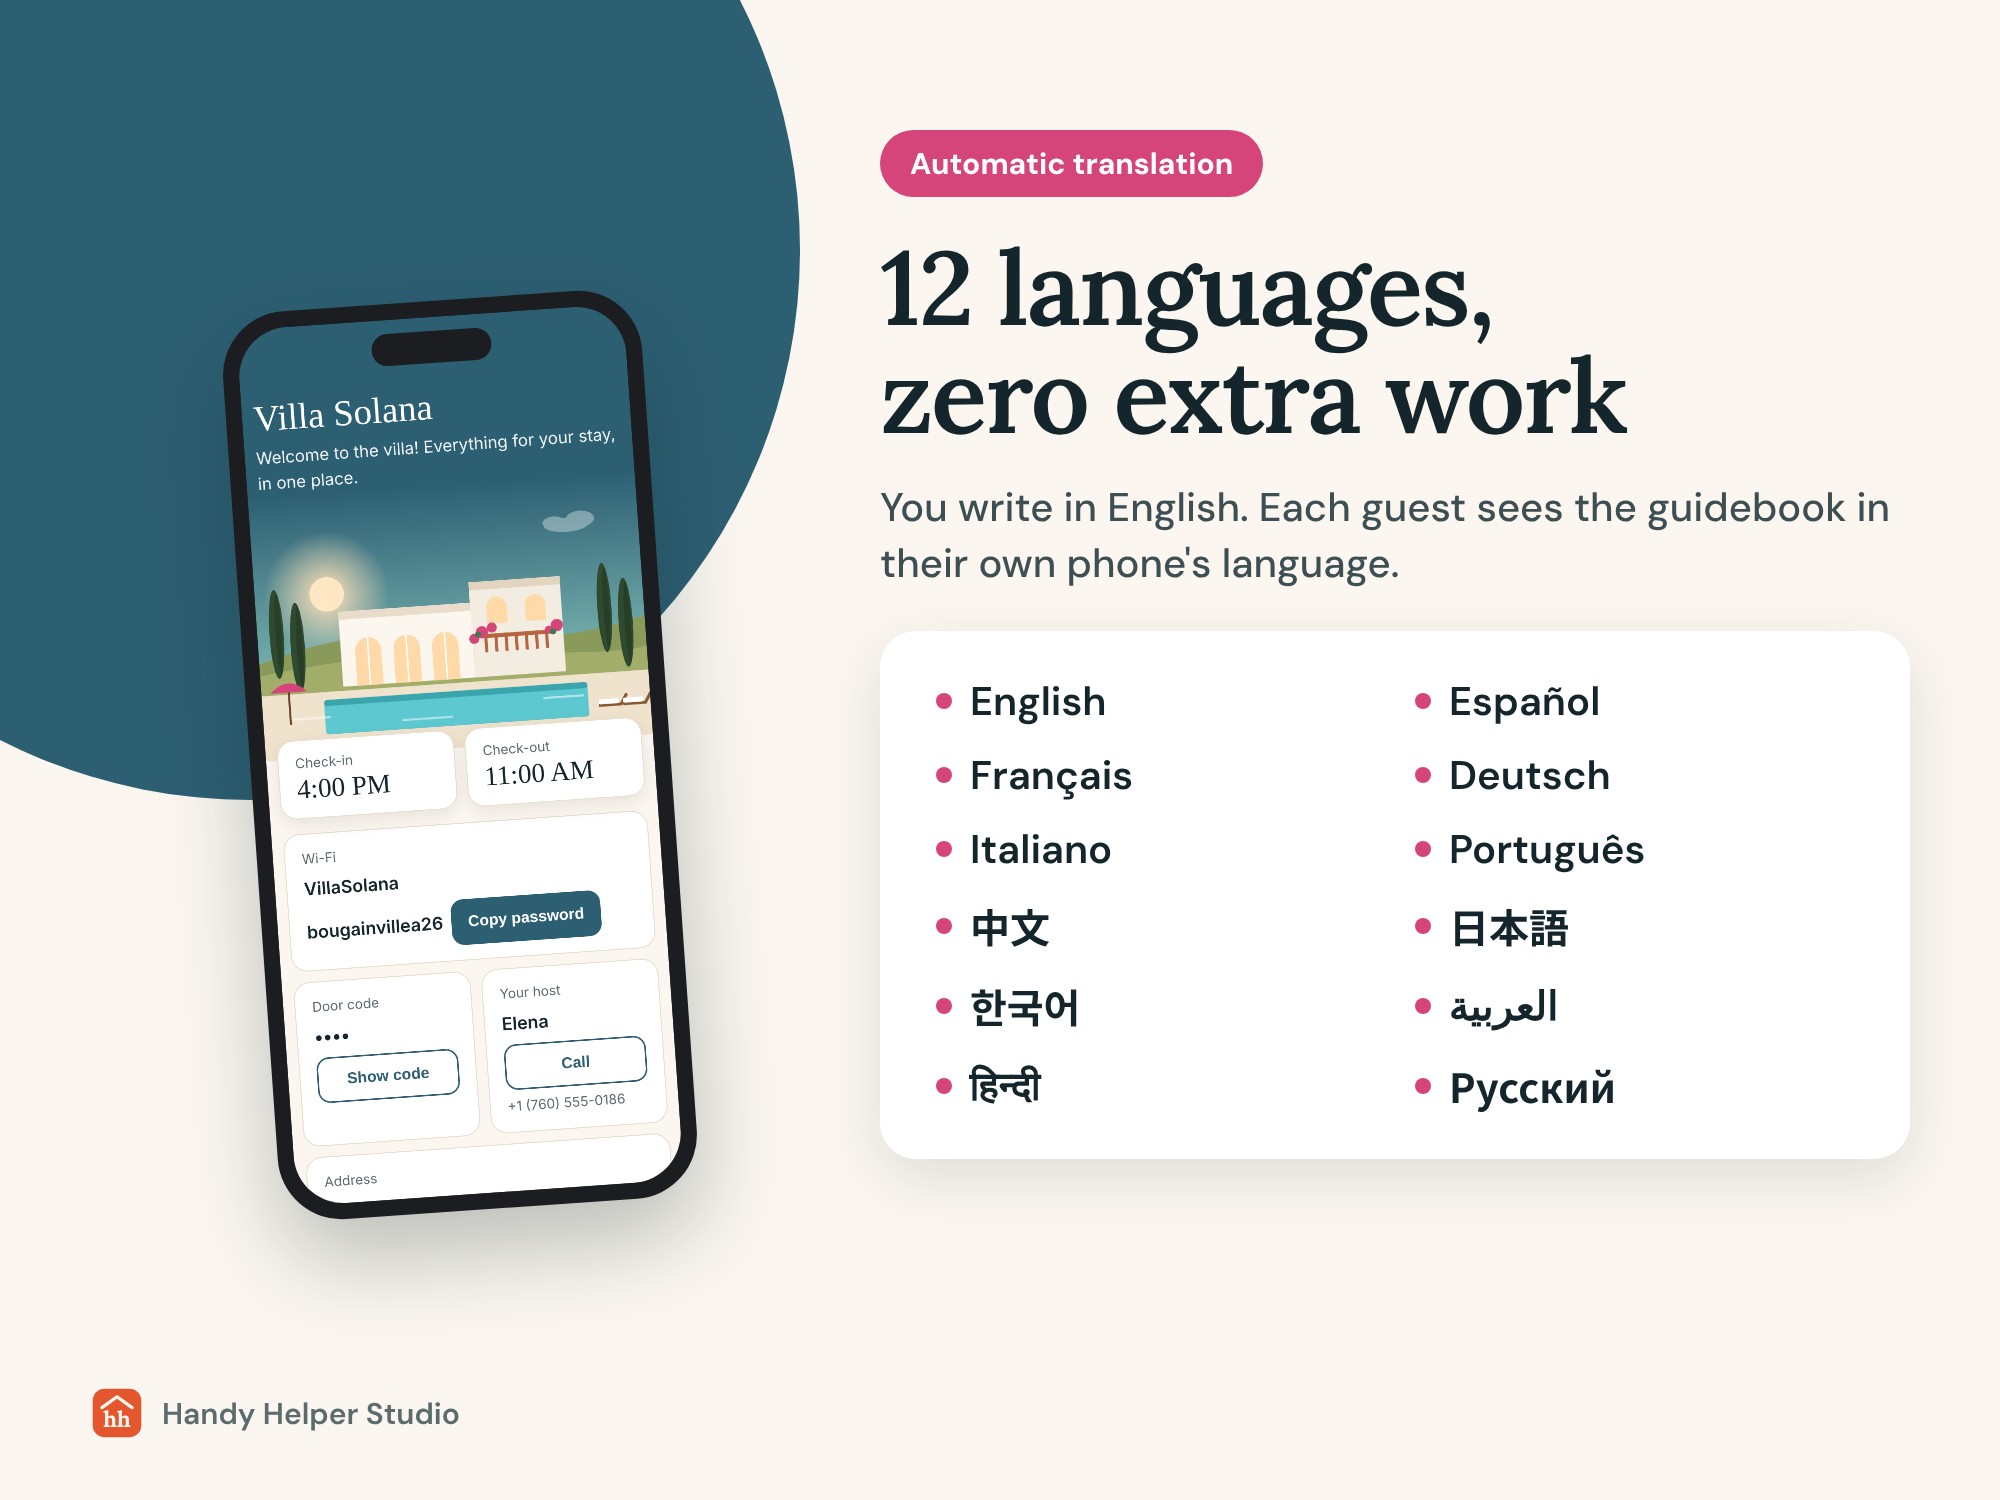 Automatic translation
12 languages,
zero extra work
You write in English. Each guest sees the guidebook in
their own phone's language.
English
Español
Français
Deutsch
Italiano
Português
中文
日本語
한국어
العربية
हिन्दी
Русский
Villa Solana
Welcome to the villa! Everything for your stay,
in one place.
Check-in
4:00 PM
Check-out
11:00 AM
Wi-Fi
VillaSolana
bougainvillea26
Copy password
Door code
••••
Show code
Your host
Elena
Call
+1 (760) 555-0186
Address
hh
Handy Helper Studio